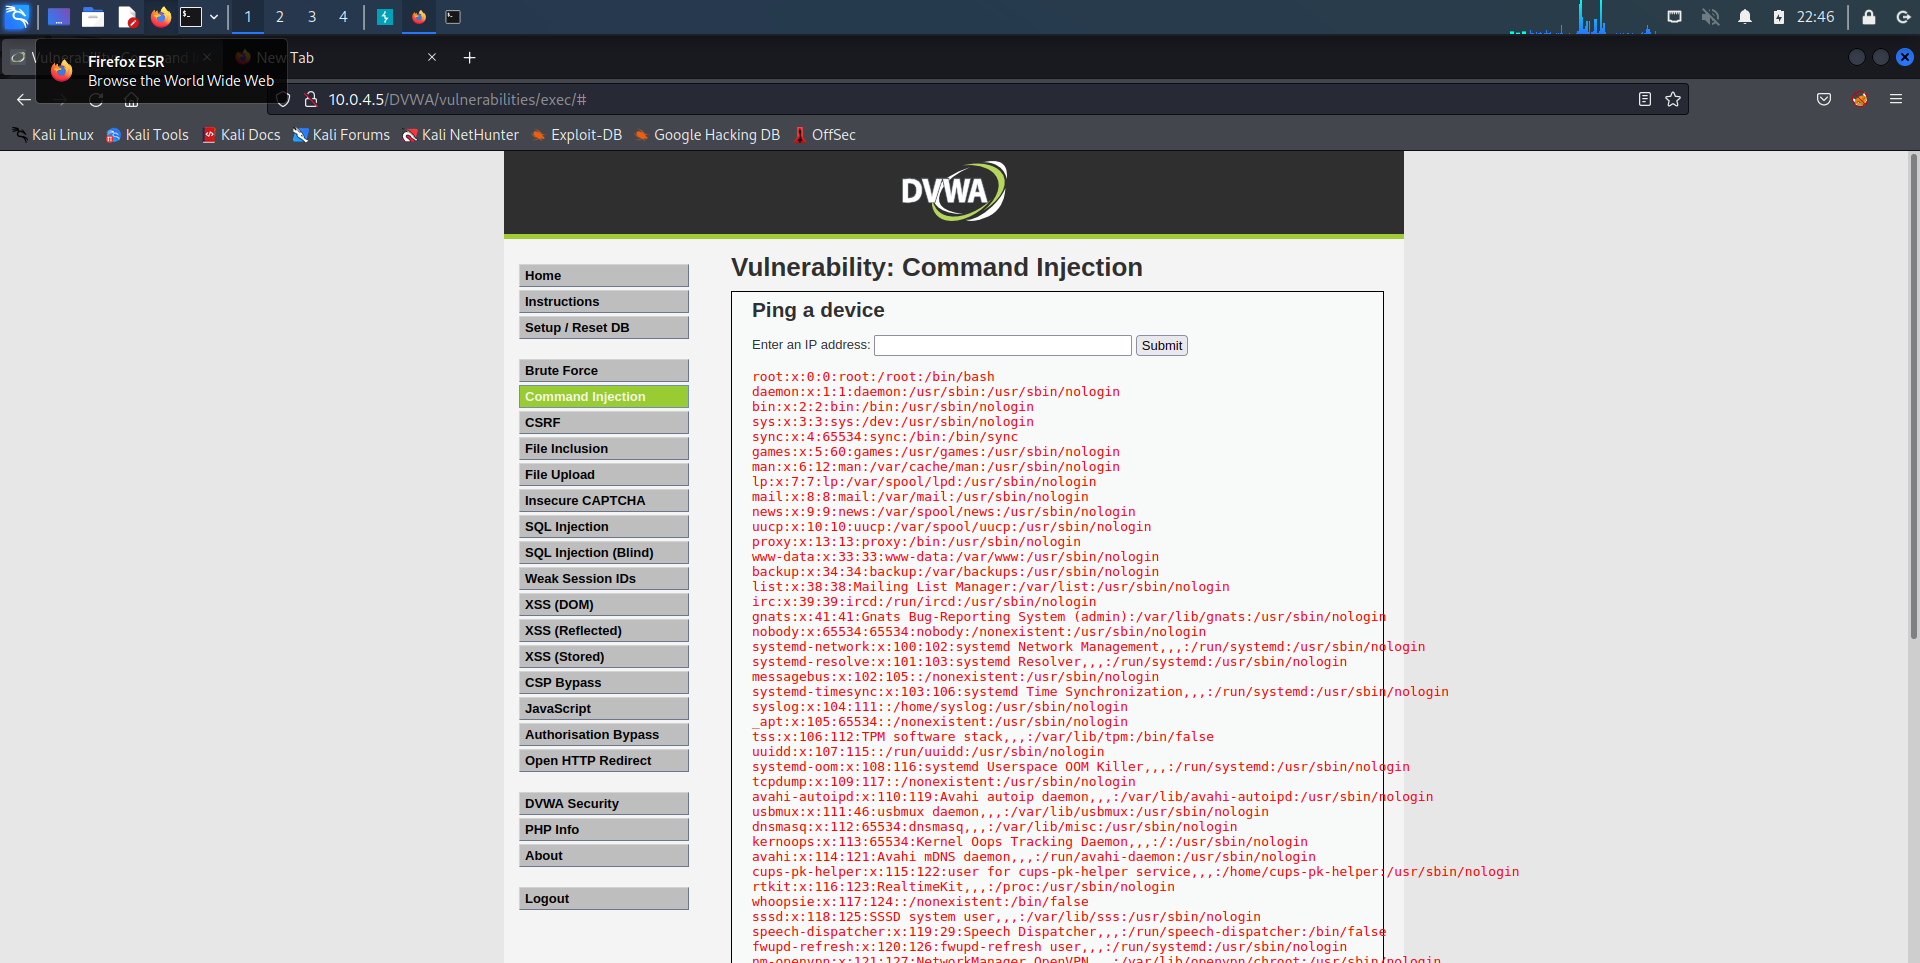 1 2 3 4
22:46
New Tab
Firefox ESR
Browse the World Wide Web
10.0.4.5/DVWA/vulnerabilities/exec/#
Kali Linux Kali Tools Kali Docs Kali Forums Kali NetHunter Exploit-DB Google Hacking DB OffSec
DVWA
Home
Instructions
Setup / Reset DB
Brute Force
Command Injection
CSRF
File Inclusion
File Upload
Insecure CAPTCHA
SQL Injection
SQL Injection (Blind)
Weak Session IDs
XSS (DOM)
XSS (Reflected)
XSS (Stored)
CSP Bypass
JavaScript
Authorisation Bypass
Open HTTP Redirect
DVWA Security
PHP Info
About
Logout
Vulnerability: Command Injection
Ping a device
Enter an IP address: Submit
root:x:0:0:root:/root:/bin/bash
daemon:x:1:1:daemon:/usr/sbin:/usr/sbin/nologin
bin:x:2:2:bin:/bin:/usr/sbin/nologin
sys:x:3:3:sys:/dev:/usr/sbin/nologin
sync:x:4:65534:sync:/bin:/bin/sync
games:x:5:60:games:/usr/games:/usr/sbin/nologin
man:x:6:12:man:/var/cache/man:/usr/sbin/nologin
lp:x:7:7:lp:/var/spool/lpd:/usr/sbin/nologin
mail:x:8:8:mail:/var/mail:/usr/sbin/nologin
news:x:9:9:news:/var/spool/news:/usr/sbin/nologin
uucp:x:10:10:uucp:/var/spool/uucp:/usr/sbin/nologin
proxy:x:13:13:proxy:/bin:/usr/sbin/nologin
www-data:x:33:33:www-data:/var/www:/usr/sbin/nologin
backup:x:34:34:backup:/var/backups:/usr/sbin/nologin
list:x:38:38:Mailing List Manager:/var/list:/usr/sbin/nologin
irc:x:39:39:ircd:/run/ircd:/usr/sbin/nologin
gnats:x:41:41:Gnats Bug-Reporting System (admin):/var/lib/gnats:/usr/sbin/nologin
nobody:x:65534:65534:nobody:/nonexistent:/usr/sbin/nologin
systemd-network:x:100:102:systemd Network Management,,,:/run/systemd:/usr/sbin/nologin
systemd-resolve:x:101:103:systemd Resolver,,,:/run/systemd:/usr/sbin/nologin
messagebus:x:102:105::/nonexistent:/usr/sbin/nologin
systemd-timesync:x:103:106:systemd Time Synchronization,,,:/run/systemd:/usr/sbin/nologin
syslog:x:104:111::/home/syslog:/usr/sbin/nologin
_apt:x:105:65534::/nonexistent:/usr/sbin/nologin
tss:x:106:112:TPM software stack,,,:/var/lib/tpm:/bin/false
uuidd:x:107:115::/run/uuidd:/usr/sbin/nologin
systemd-oom:x:108:116:systemd Userspace OOM Killer,,,:/run/systemd:/usr/sbin/nologin
tcpdump:x:109:117::/nonexistent:/usr/sbin/nologin
avahi-autoipd:x:110:119:Avahi autoip daemon,,,:/var/lib/avahi-autoipd:/usr/sbin/nologin
usbmux:x:111:46:usbmux daemon,,,:/var/lib/usbmux:/usr/sbin/nologin
dnsmasq:x:112:65534:dnsmasq,,,:/var/lib/misc:/usr/sbin/nologin
kernoops:x:113:65534:Kernel Oops Tracking Daemon,,,:/:/usr/sbin/nologin
avahi:x:114:121:Avahi mDNS daemon,,,:/run/avahi-daemon:/usr/sbin/nologin
cups-pk-helper:x:115:122:user for cups-pk-helper service,,,:/home/cups-pk-helper:/usr/sbin/nologin
rtkit:x:116:123:RealtimeKit,,,:/proc:/usr/sbin/nologin
whoopsie:x:117:124::/nonexistent:/bin/false
sssd:x:118:125:SSSD system user,,,:/var/lib/sss:/usr/sbin/nologin
speech-dispatcher:x:119:29:Speech Dispatcher,,,:/run/speech-dispatcher:/bin/false
fwupd-refresh:x:120:126:fwupd-refresh user,,,:/run/systemd:/usr/sbin/nologin
nm-openvpn:x:121:127:NetworkManager OpenVPN,,,:/var/lib/openvpn/chroot:/usr/sbin/nologin